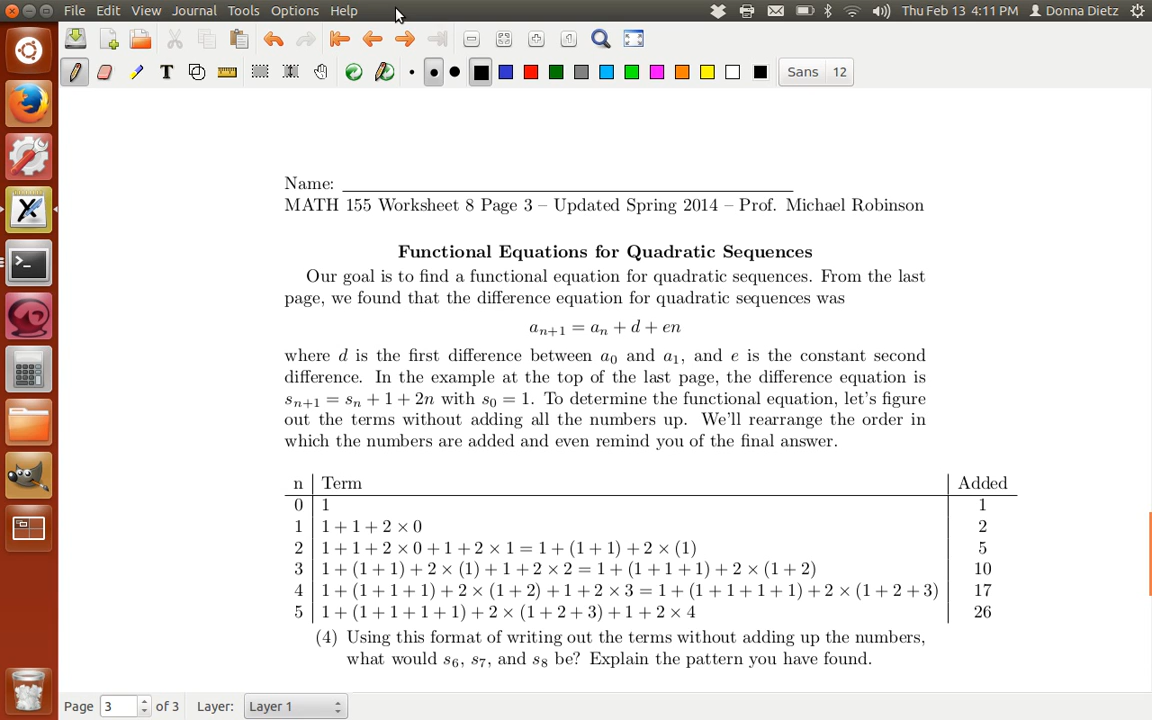 File Edit View Journal Tools Options Help Thu Feb 13 4:11 PM Donna Dietz
T Sans 12
Name:
MATH 155 Worksheet 8 Page 3 – Updated Spring 2014 – Prof. Michael Robinson
Functional Equations for Quadratic Sequences
Our goal is to find a functional equation for quadratic sequences. From the last
page, we found that the difference equation for quadratic sequences was
aₙ₊₁ = aₙ + d + en
where d is the first difference between a₀ and a₁, and e is the constant second
difference. In the example at the top of the last page, the difference equation is
sₙ₊₁ = sₙ + 1 + 2n with s₀ = 1. To determine the functional equation, let's figure
out the terms without adding all the numbers up. We'll rearrange the order in
which the numbers are added and even remind you of the final answer.
n Term Added
0 1 1
1 1 + 1 + 2 × 0 2
2 1 + 1 + 2 × 0 + 1 + 2 × 1 = 1 + (1 + 1) + 2 × (1) 5
3 1 + (1 + 1) + 2 × (1) + 1 + 2 × 2 = 1 + (1 + 1 + 1) + 2 × (1 + 2) 10
4 1 + (1 + 1 + 1) + 2 × (1 + 2) + 1 + 2 × 3 = 1 + (1 + 1 + 1 + 1) + 2 × (1 + 2 + 3) 17
5 1 + (1 + 1 + 1 + 1) + 2 × (1 + 2 + 3) + 1 + 2 × 4 26
(4) Using this format of writing out the terms without adding up the numbers,
what would s₆, s₇, and s₈ be? Explain the pattern you have found.
Page 3 of 3 Layer: Layer 1